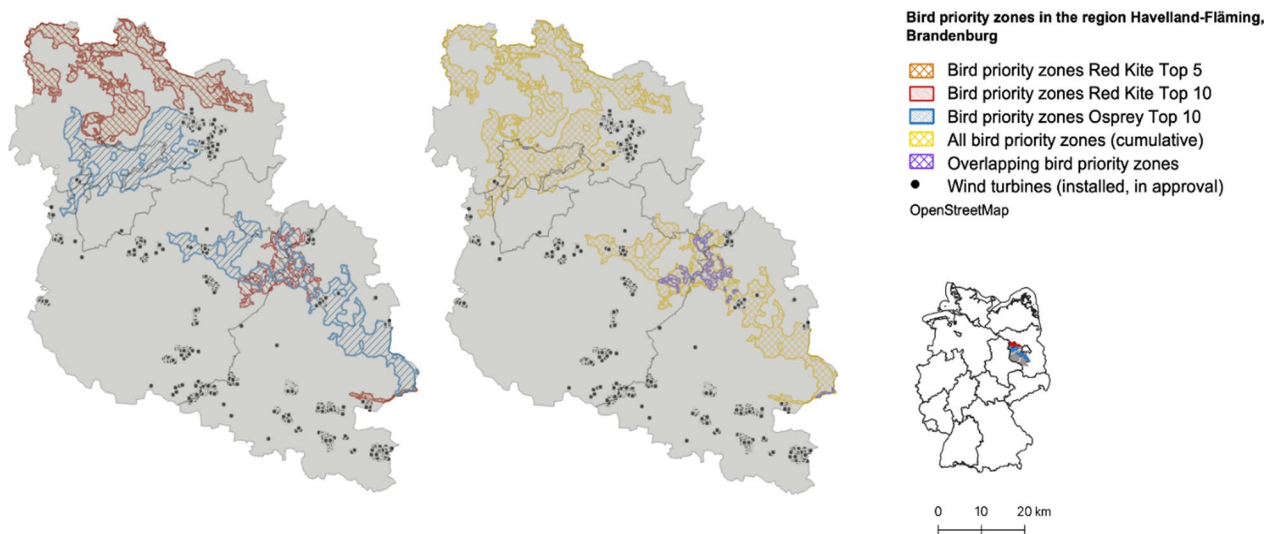 Bird priority zones in the region Havelland-Fläming,
Brandenburg
Bird priority zones Red Kite Top 5
Bird priority zones Red Kite Top 10
Bird priority zones Osprey Top 10
All bird priority zones (cumulative)
Overlapping bird priority zones
Wind turbines (installed, in approval)
OpenStreetMap
0 10 20 km